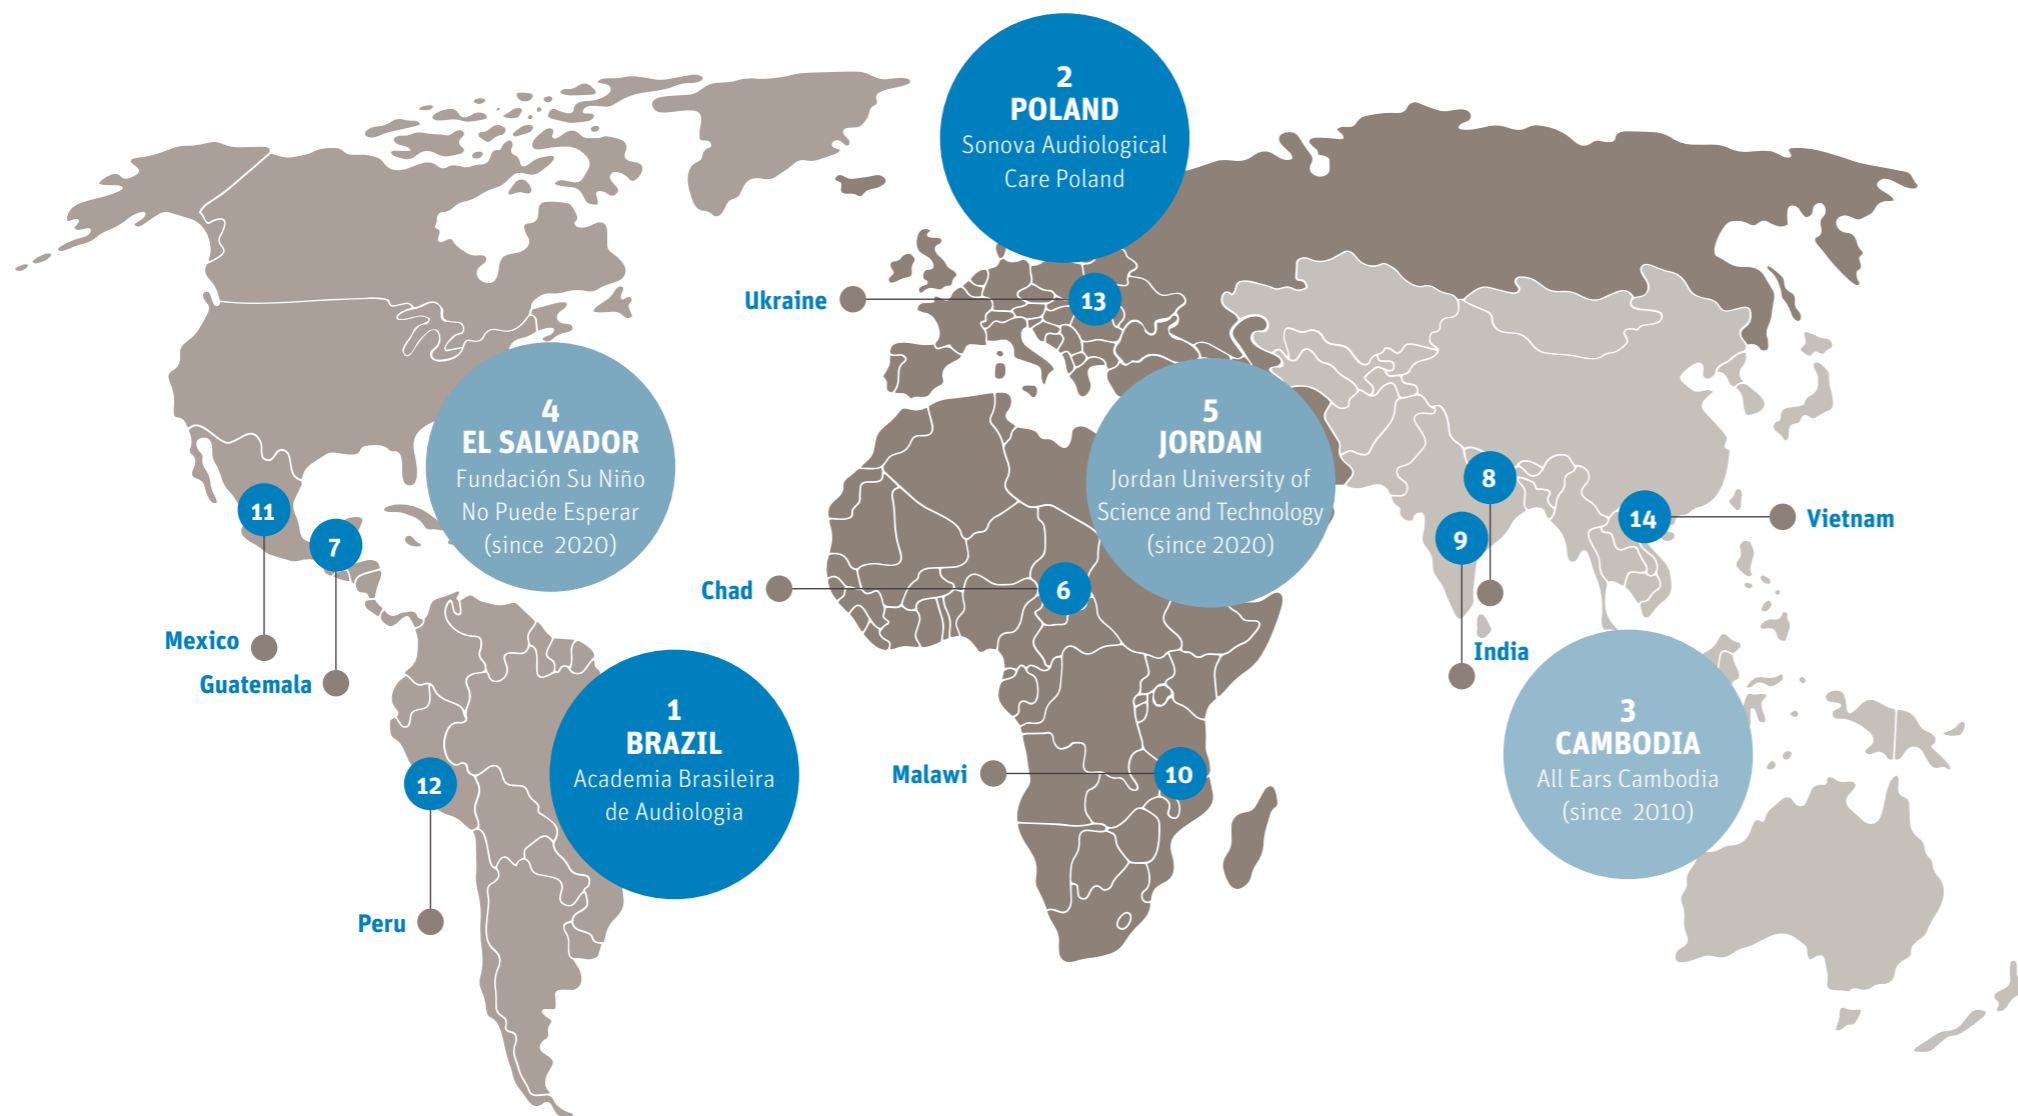 2
POLAND
Sonova Audiological
Care Poland
Ukraine
13
4
EL SALVADOR
Fundación Su Niño
No Puede Esperar
(since 2020)
5
JORDAN
Jordan University of
Science and Technology
(since 2020)
11
7
8
9
14
Vietnam
Chad
6
Mexico
Guatemala
India
1
BRAZIL
Academia Brasileira
de Audiologia
3
CAMBODIA
All Ears Cambodia
(since 2010)
12
Malawi
10
Peru